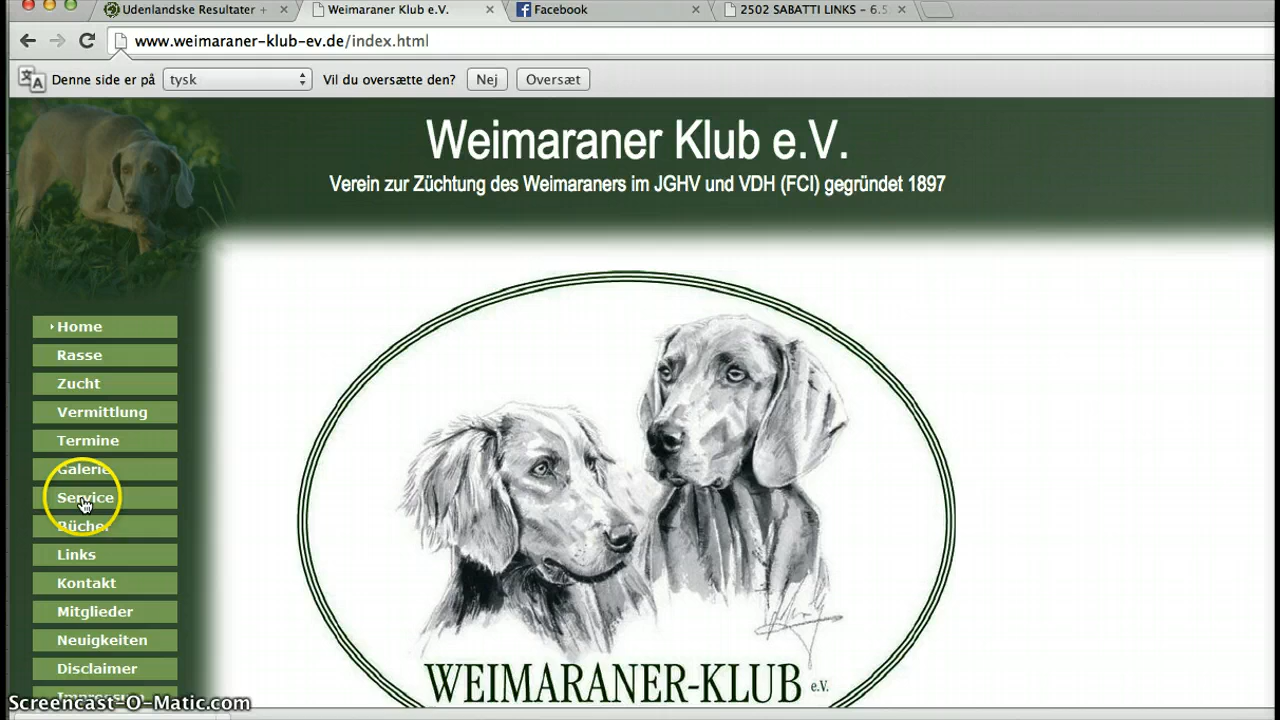 Udenlandske Resultater +
Weimaraner Klub e.V.
Facebook
2502 SABATTI LINKS - 6.5
www.weimaraner-klub-ev.de/index.html
Denne side er på tysk Vil du oversætte den? Nej Oversæt
Weimaraner Klub e.V.
Verein zur Züchtung des Weimaraners im JGHV und VDH (FCI) gegründet 1897
Home
Rasse
Zucht
Vermittlung
Termine
Galerie
Service
Bücher
Links
Kontakt
Mitglieder
Neuigkeiten
Disclaimer
Impressum
WEIMARANER-KLUB e.V.
Screencast-O-Matic.com